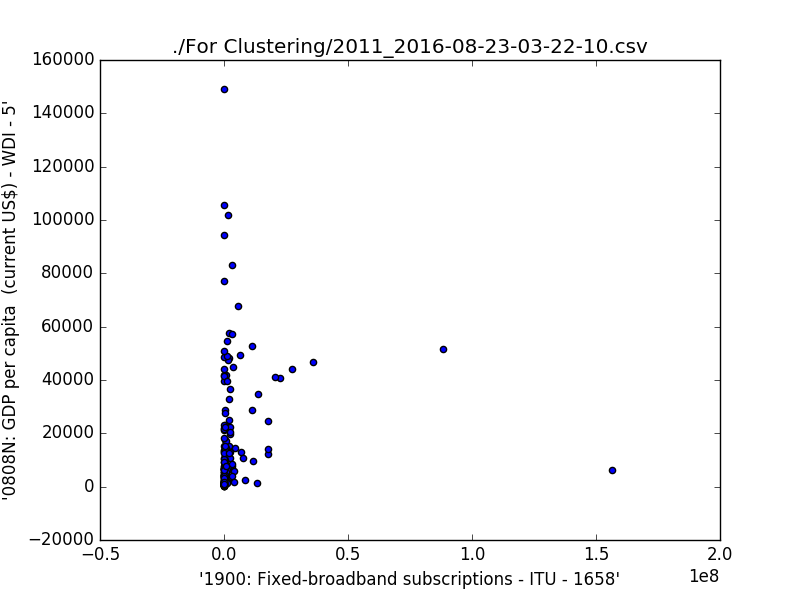 ./For Clustering/2011_2016-08-23-03-22-10.csv
160000
140000
120000
100000
80000
60000
40000
20000
0
−20000
'0808N: GDP per capita  (current US$) - WDI - 5'
−0.5 0.0 0.5 1.0 1.5 2.0
1e8
'1900: Fixed-broadband subscriptions - ITU - 1658'